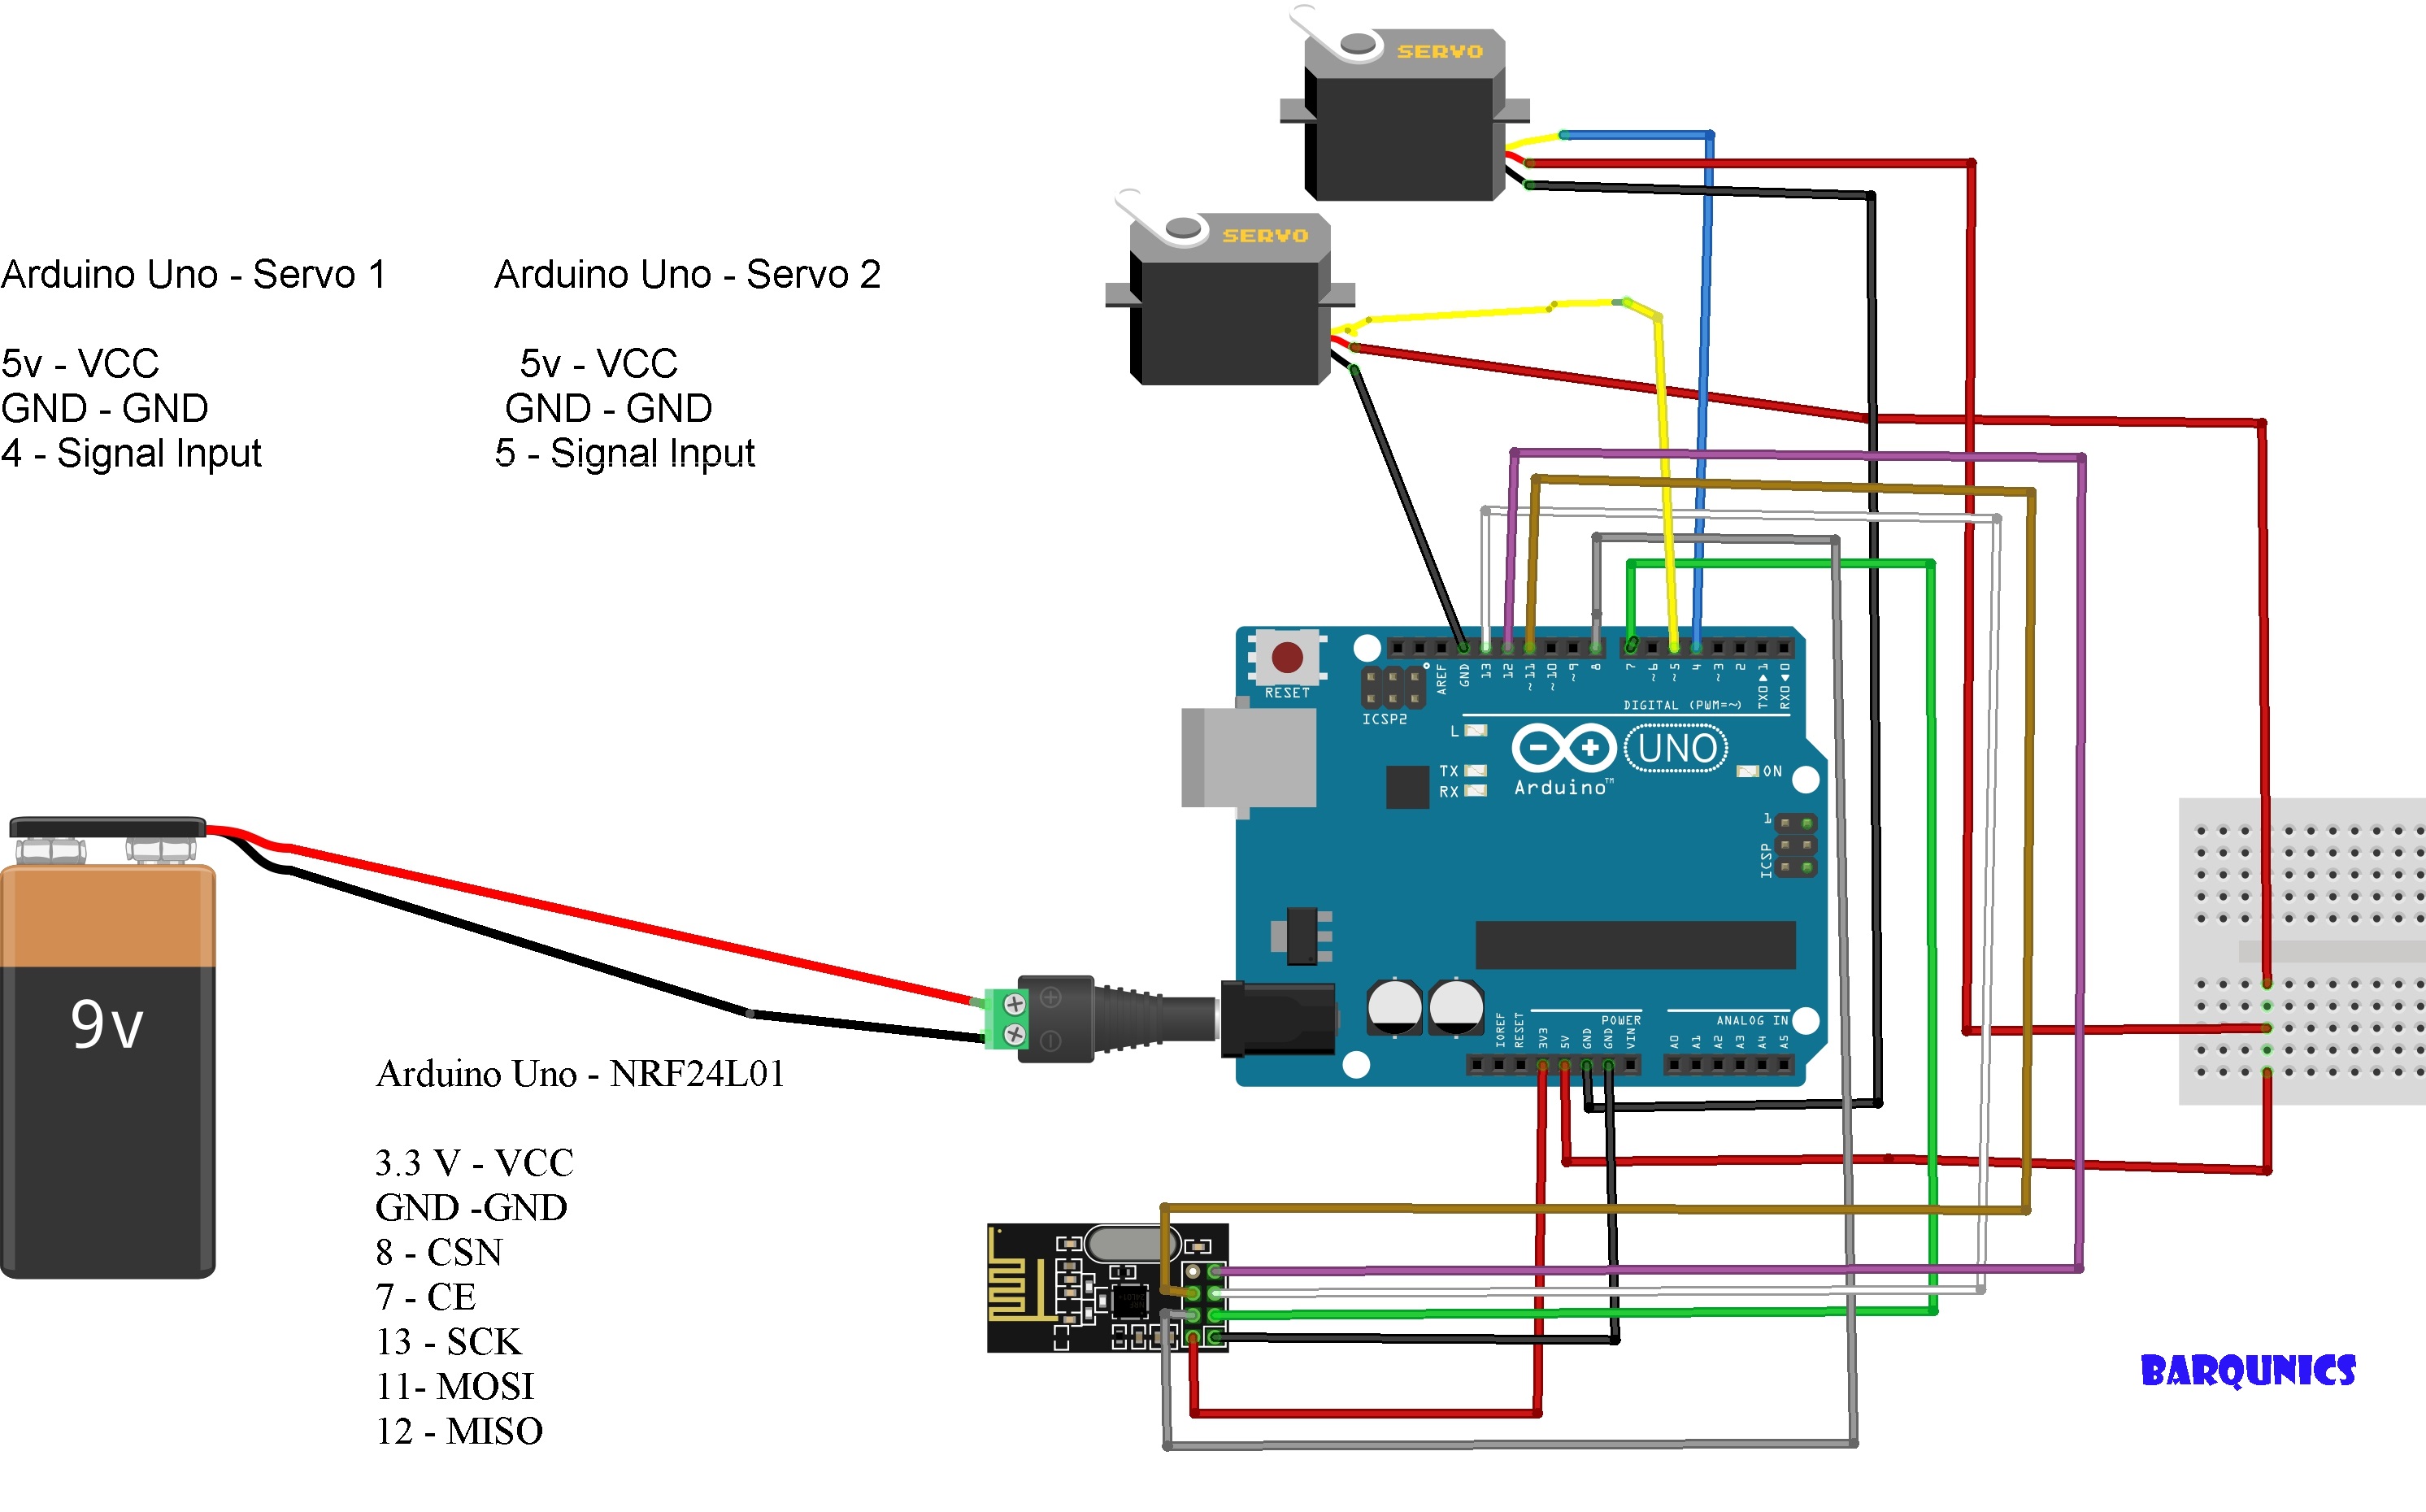 SERVO
SERVO
Arduino Uno - Servo 1
Arduino Uno - Servo 2
5v - VCC
5v - VCC
GND - GND
GND - GND
4 - Signal Input
5 - Signal Input
RESET
ICSP2
AREF
GND
13
12
~11
~10
~9
8
7
~6
~5
4
~3
2
TX0▶1
RX0◀0
DIGITAL (PWM=~)
L
TX
RX
UNO
Arduino™
ON
1
ICSP
9v
IOREF
RESET
3V3
5V
GND
GND
VIN
POWER
ANALOG IN
A0
A1
A2
A3
A4
A5
Arduino Uno - NRF24L01
3.3 V - VCC
GND -GND
8 - CSN
7 - CE
13 - SCK
11- MOSI
12 - MISO
BARQUNICS